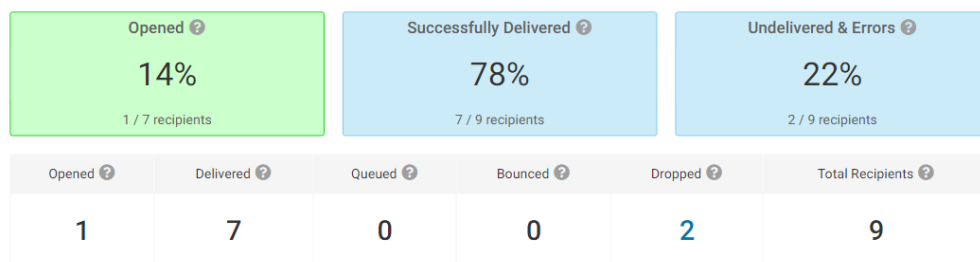 Opened ? Successfully Delivered ? Undelivered & Errors ?
14% 78% 22%
1 / 7 recipients 7 / 9 recipients 2 / 9 recipients
Opened ? Delivered ? Queued ? Bounced ? Dropped ? Total Recipients ?
1 7 0 0 2 9